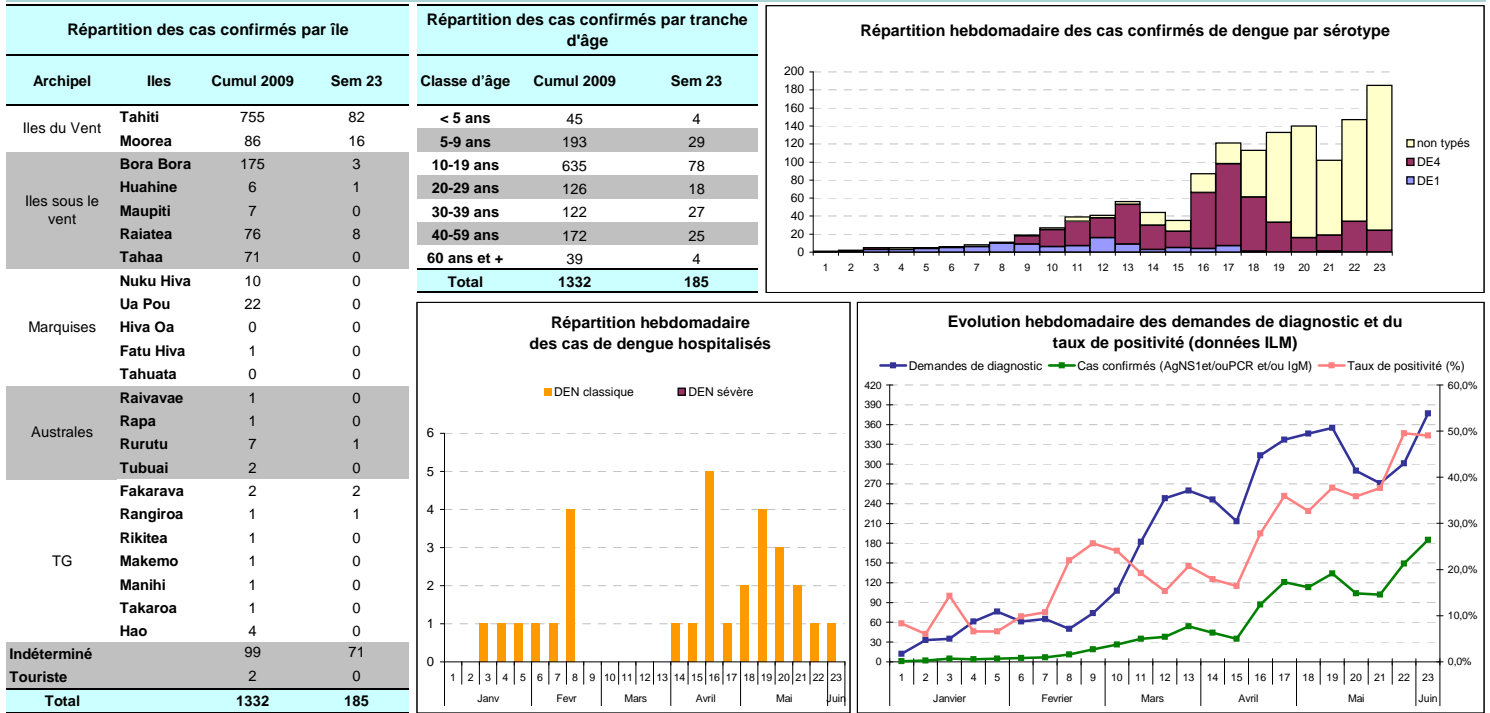 Répartition des cas confirmés par île
Archipel Iles Cumul 2009 Sem 23
Iles du Vent
Tahiti 755 82
Moorea 86 16
Iles sous le
vent
Bora Bora 175 3
Huahine 6 1
Maupiti 7 0
Raiatea 76 8
Tahaa 71 0
Marquises
Nuku Hiva 10 0
Ua Pou 22 0
Hiva Oa 0 0
Fatu Hiva 1 0
Tahuata 0 0
Australes
Raivavae 1 0
Rapa 1 0
Rurutu 7 1
Tubuai 2 0
TG
Fakarava 2 2
Rangiroa 1 1
Rikitea 1 0
Makemo 1 0
Manihi 1 0
Takaroa 1 0
Hao 4 0
Indéterminé 99 71
Touriste 2 0
Total 1332 185
Répartition des cas confirmés par tranche
d'âge
Classe d'âge Cumul 2009 Sem 23
< 5 ans 45 4
5-9 ans 193 29
10-19 ans 635 78
20-29 ans 126 18
30-39 ans 122 27
40-59 ans 172 25
60 ans et + 39 4
Total 1332 185
Répartition hebdomadaire des cas confirmés de dengue par sérotype
200
180
160
140
120
100
80
60
40
20
0
1 2 3 4 5 6 7 8 9 10 11 12 13 14 15 16 17 18 19 20 21 22 23
non typés
DE4
DE1
Répartition hebdomadaire
des cas de dengue hospitalisés
DEN classique DEN sévère
6
5
4
3
2
1
0
1 2 3 4 5 6 7 8 9 10 11 12 13 14 15 16 17 18 19 20 21 22 23
Janv Fevr Mars Avril Mai Juin
Evolution hebdomadaire des demandes de diagnostic et du
taux de positivité (données ILM)
Demandes de diagnostic Cas confirmés (AgNS1et/ouPCR et/ou IgM) Taux de positivité (%)
420
390
360
330
300
270
240
210
180
150
120
90
60
30
0
60,0%
50,0%
40,0%
30,0%
20,0%
10,0%
0,0%
1 2 3 4 5 6 7 8 9 10 11 12 13 14 15 16 17 18 19 20 21 22 23
Janvier Fevrier Mars Avril Mai Juin